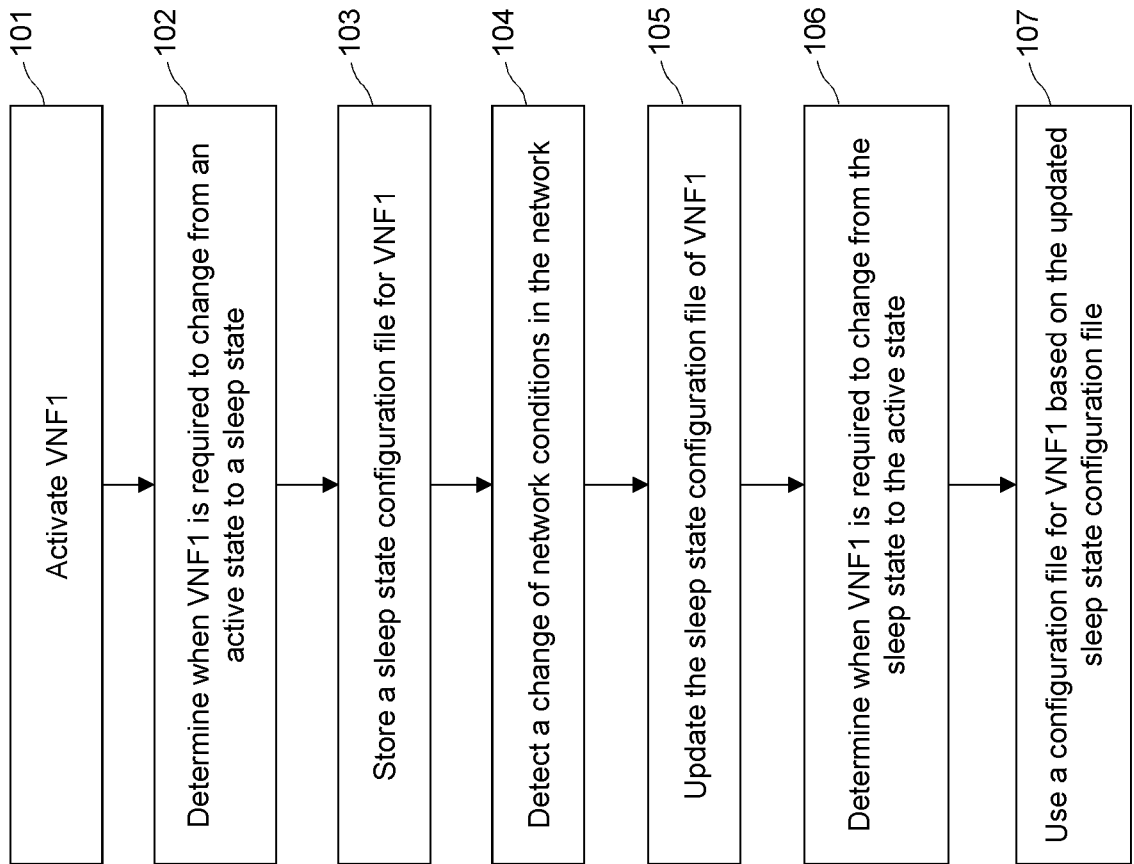 Activate VNF1
101
Determine when VNF1 is required to change from an
active state to a sleep state
102
Store a sleep state configuration file for VNF1
103
Detect a change of network conditions in the network
104
Update the sleep state configuration file of VNF1
105
Determine when VNF1 is required to change from the
sleep state to the active state
106
Use a configuration file for VNF1 based on the updated
sleep state configuration file
107